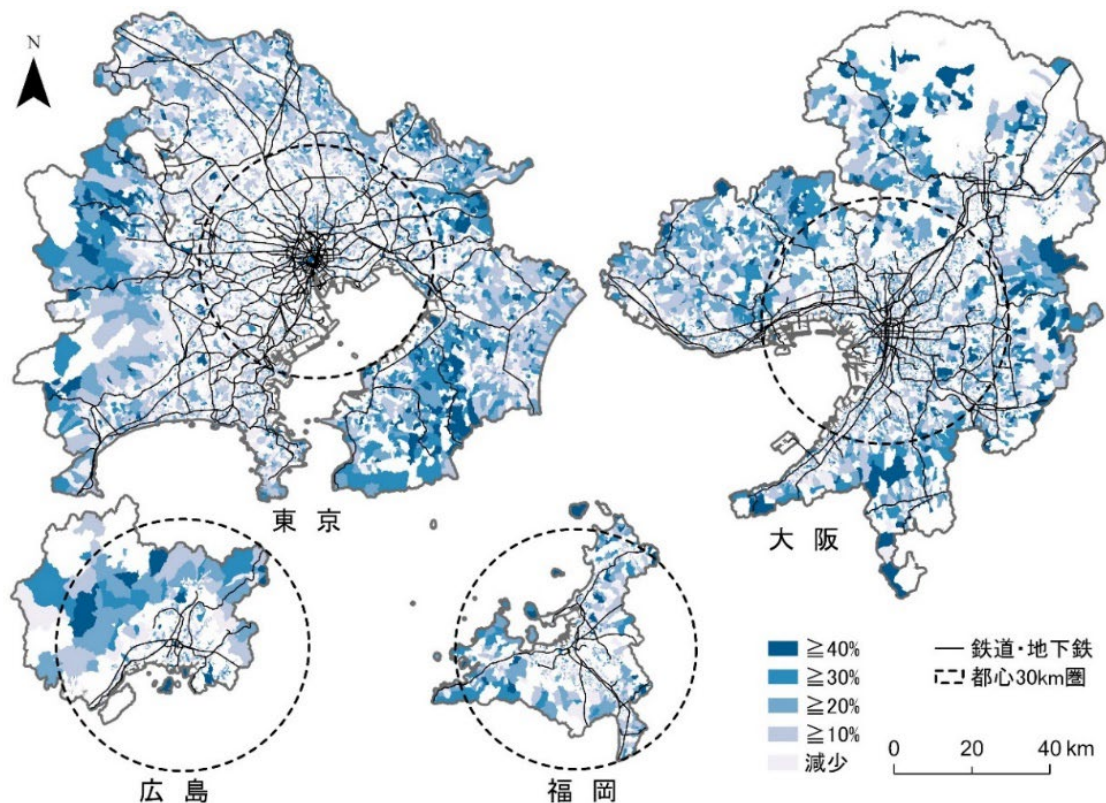 N
東 京
大 阪
広 島
福 岡
≧40%
≧30%
≧20%
≧10%
減少
鉄道・地下鉄
都心30km圏
0 20 40 km